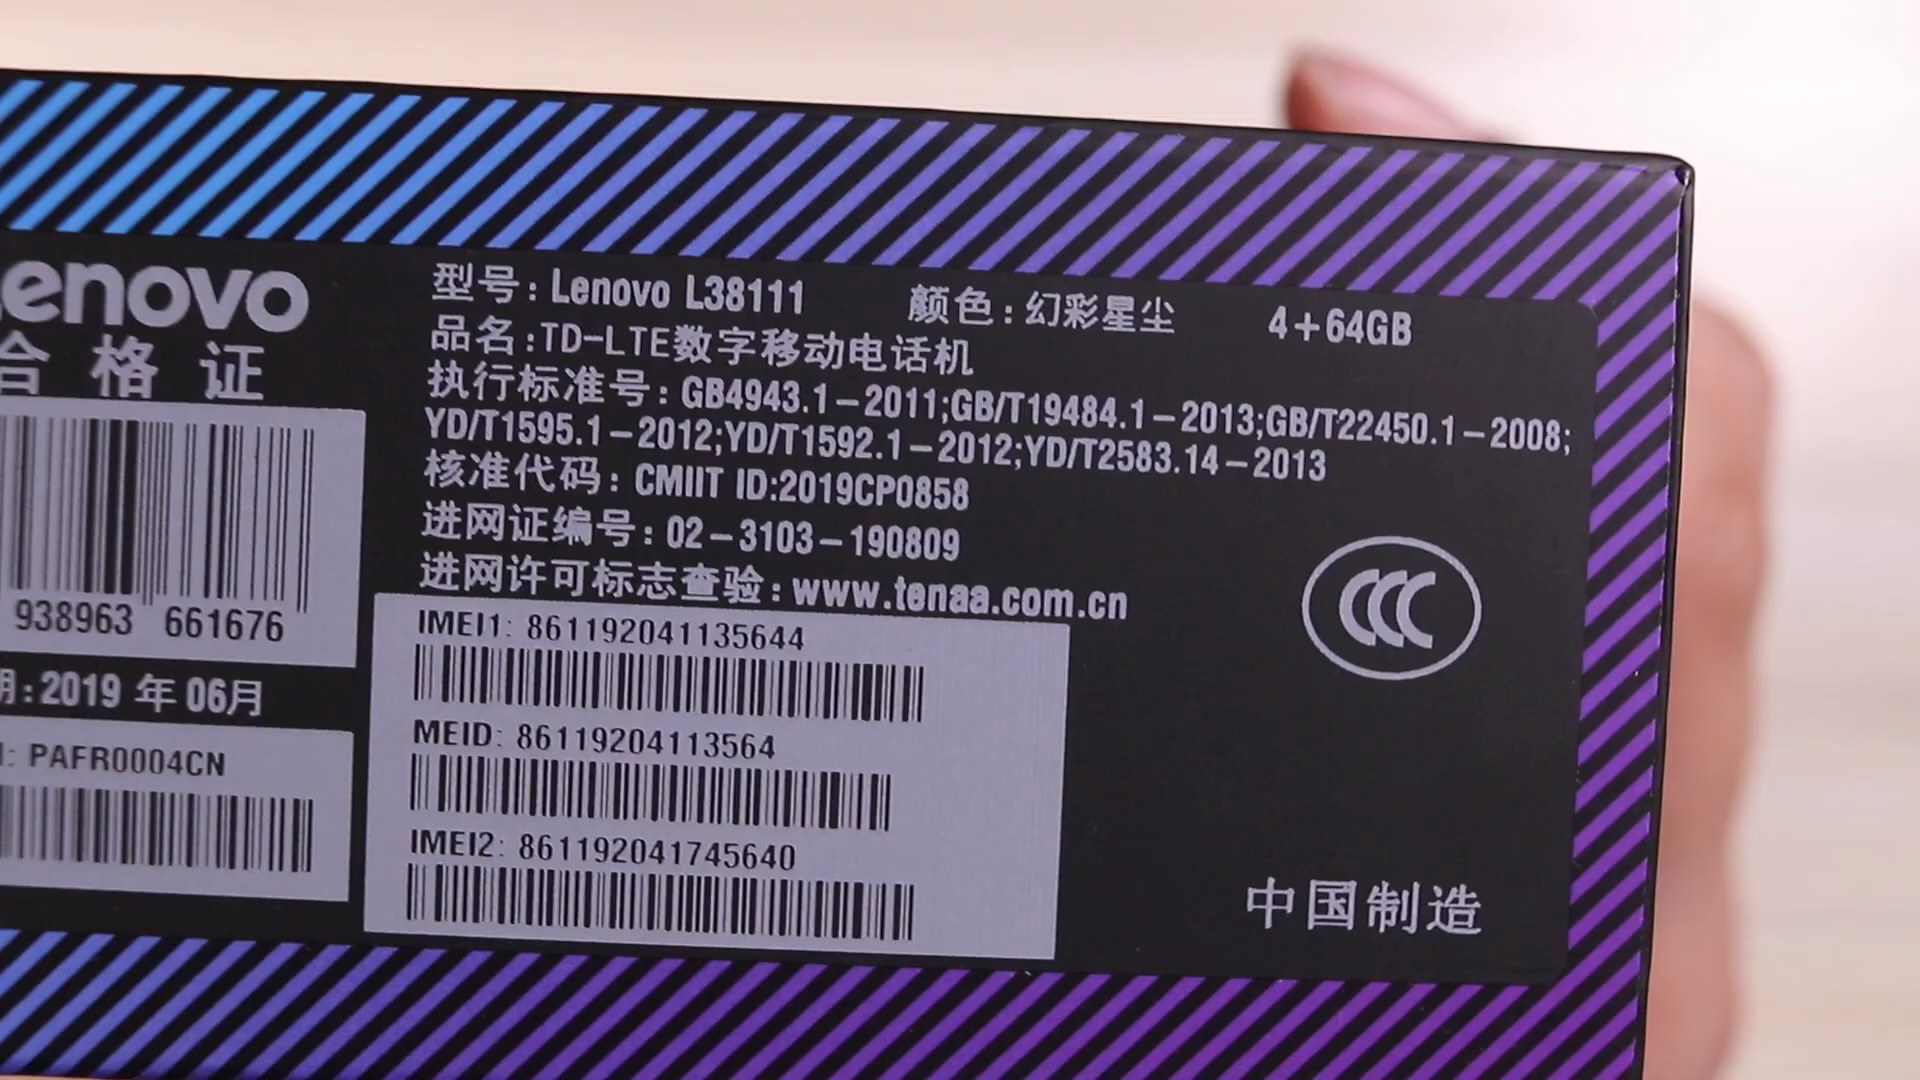 Lenovo
合格证
938963 661676
期:2019 年 06月
: PAFR0004CN
型号: Lenovo L38111 颜色: 幻彩星尘 4+64GB
品名:TD-LTE数字移动电话机
执行标准号: GB4943.1-2011;GB/T19484.1-2013;GB/T22450.1-2008;
YD/T1595.1-2012;YD/T1592.1-2012;YD/T2583.14-2013
核准代码: CMIIT ID:2019CP0858
进网证编号: 02-3103-190809
进网许可标志查验: www.tenaa.com.cn
IMEI1: 861192041135644
MEID: 86119204113564
IMEI2: 861192041745640
CCC
中国制造